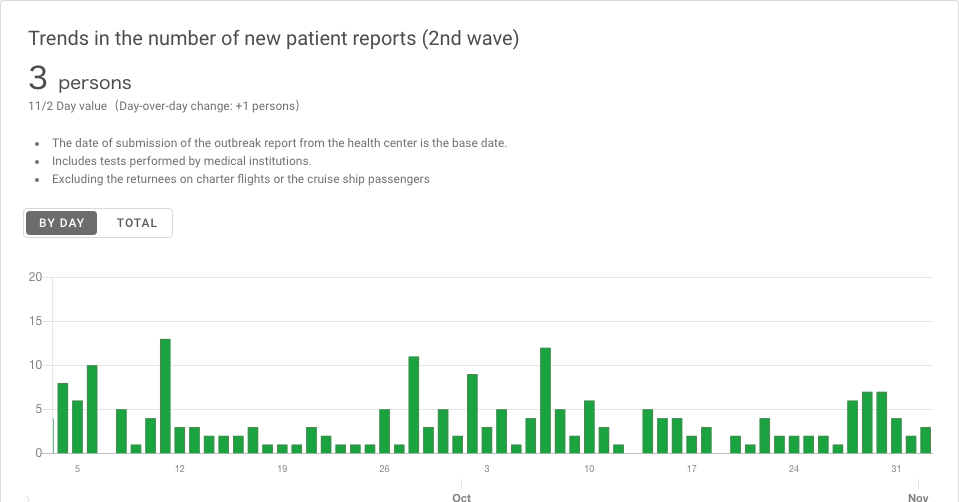 Trends in the number of new patient reports (2nd wave)
3 persons
11/2 Day value（Day-over-day change: +1 persons）
• The date of submission of the outbreak report from the health center is the base date.
• Includes tests performed by medical institutions.
• Excluding the returnees on charter flights or the cruise ship passengers
BY DAY TOTAL
20
15
10
5
0
5 12 19 26 3 10 17 24 31
Oct Nov